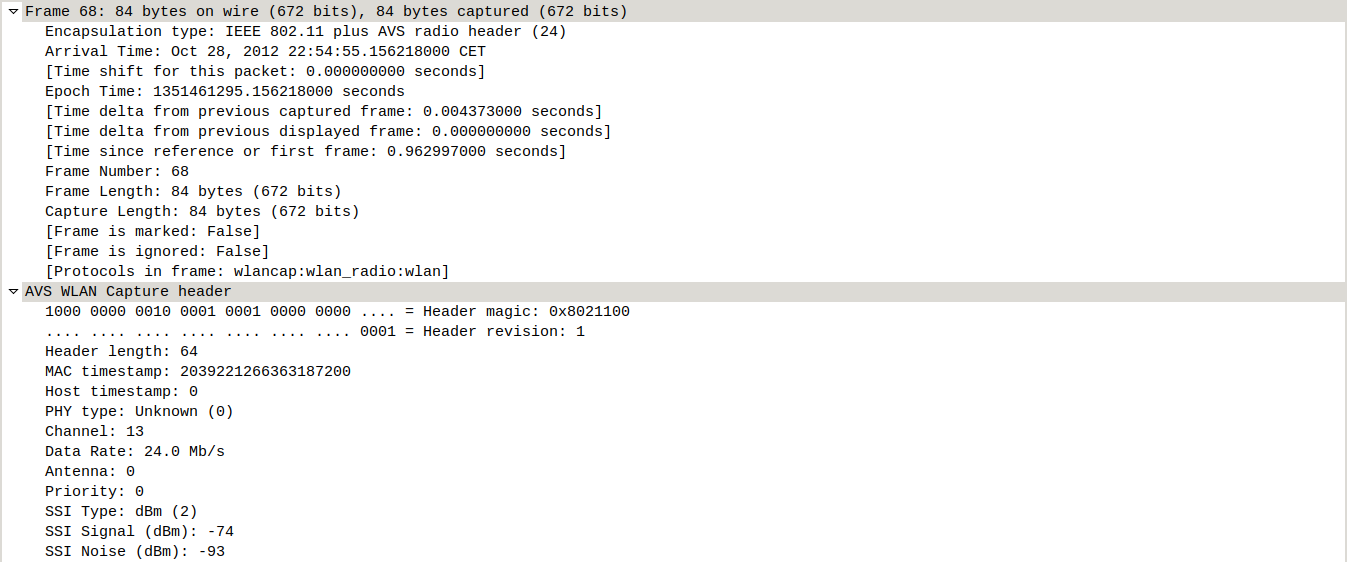 Frame 68: 84 bytes on wire (672 bits), 84 bytes captured (672 bits)
Encapsulation type: IEEE 802.11 plus AVS radio header (24)
Arrival Time: Oct 28, 2012 22:54:55.156218000 CET
[Time shift for this packet: 0.000000000 seconds]
Epoch Time: 1351461295.156218000 seconds
[Time delta from previous captured frame: 0.004373000 seconds]
[Time delta from previous displayed frame: 0.000000000 seconds]
[Time since reference or first frame: 0.962997000 seconds]
Frame Number: 68
Frame Length: 84 bytes (672 bits)
Capture Length: 84 bytes (672 bits)
[Frame is marked: False]
[Frame is ignored: False]
[Protocols in frame: wlancap:wlan_radio:wlan]
AVS WLAN Capture header
1000 0000 0010 0001 0001 0000 0000 .... = Header magic: 0x8021100
.... .... .... .... .... .... .... 0001 = Header revision: 1
Header length: 64
MAC timestamp: 2039221266363187200
Host timestamp: 0
PHY type: Unknown (0)
Channel: 13
Data Rate: 24.0 Mb/s
Antenna: 0
Priority: 0
SSI Type: dBm (2)
SSI Signal (dBm): -74
SSI Noise (dBm): -93